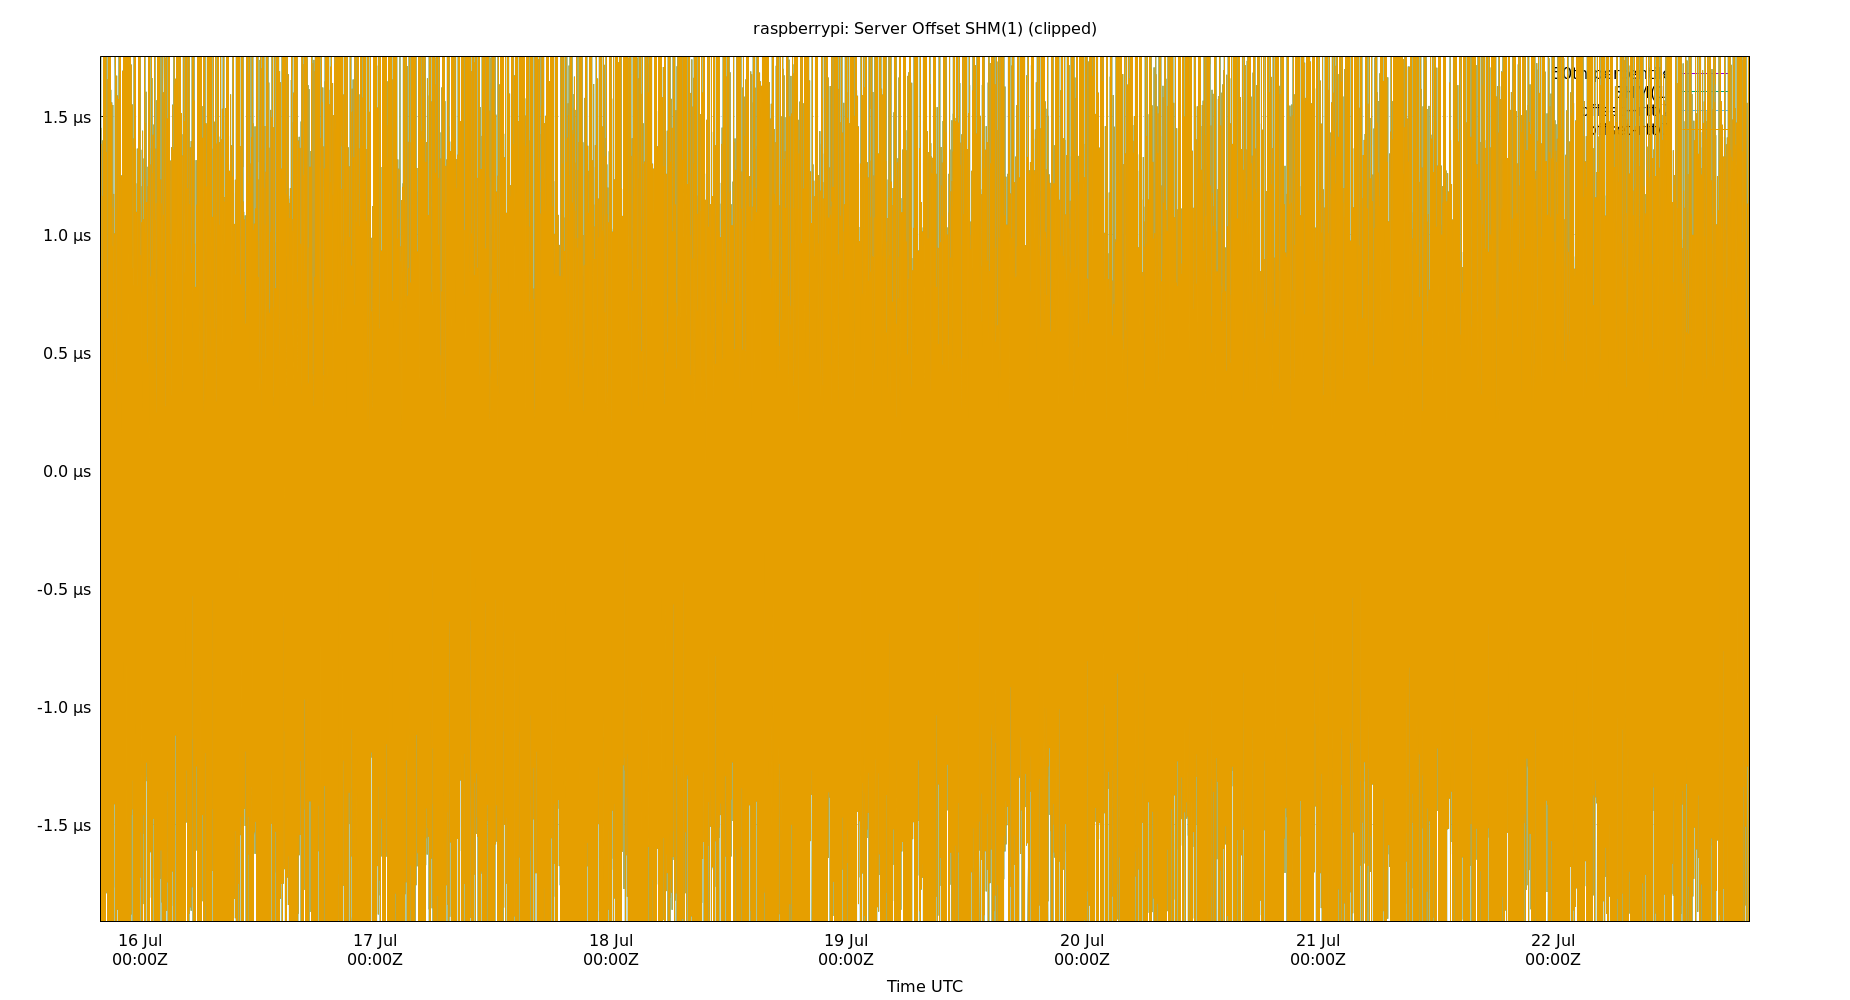 raspberrypi: Server Offset SHM(1) (clipped)
1.5 µs
1.0 µs
0.5 µs
0.0 µs
-0.5 µs
-1.0 µs
-1.5 µs
16 Jul 17 Jul 18 Jul 19 Jul 20 Jul 21 Jul 22 Jul
00:00Z 00:00Z 00:00Z 00:00Z 00:00Z 00:00Z 00:00Z
Time UTC